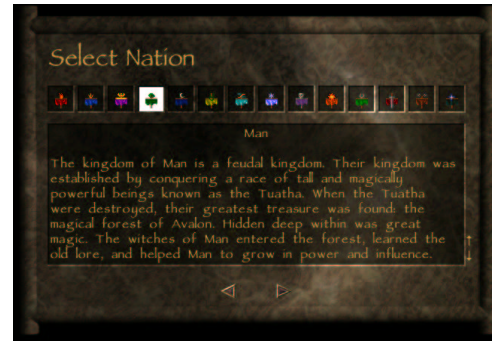 Select Nation
Man
The kingdom of Man is a feudal kingdom. Their kingdom was
established by conquering a race of tall and magically
powerful beings known as the Tuatha. When the Tuatha
were destroyed, their greatest treasure was found: the
magical forest of Avalon. Hidden deep within was great
magic. The witches of Man entered the forest, learned the
old lore, and helped Man to grow in power and influence.